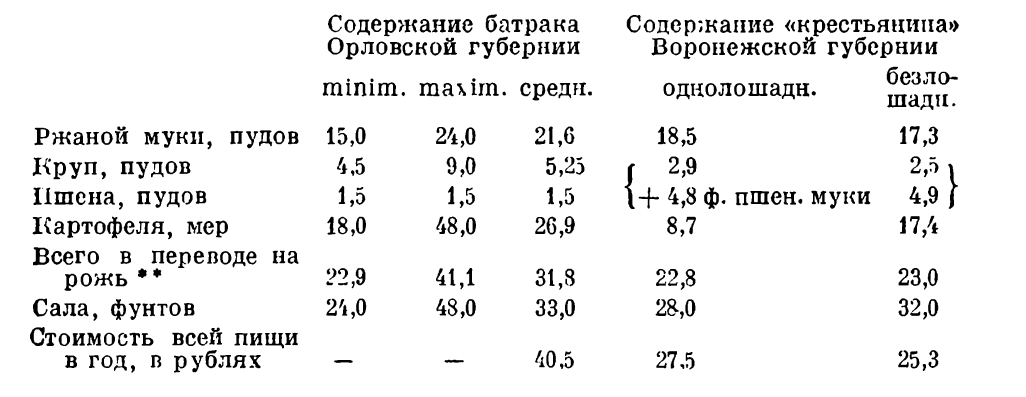 Содержание батрака Содержание «крестьянина»
Орловской губернии Воронежской губернии
minim. maxim. средн. однолошадн. безло-
шадн.
Ржаной муки, пудов 15,0 24,0 21,6 18,5 17,3
Круп, пудов 4,5 9,0 5,25 { 2,9 2,5 }
Пшена, пудов 1,5 1,5 1,5 + 4,8 ф. пшен. муки 4,9
Картофеля, мер 18,0 48,0 26,9 8,7 17,4
Всего в переводе на
рожь ** 22,9 41,1 31,8 22,8 23,0
Сала, фунтов 24,0 48,0 33,0 28,0 32,0
Стоимость всей пищи
в год, в рублях — — 40,5 27,5 25,3